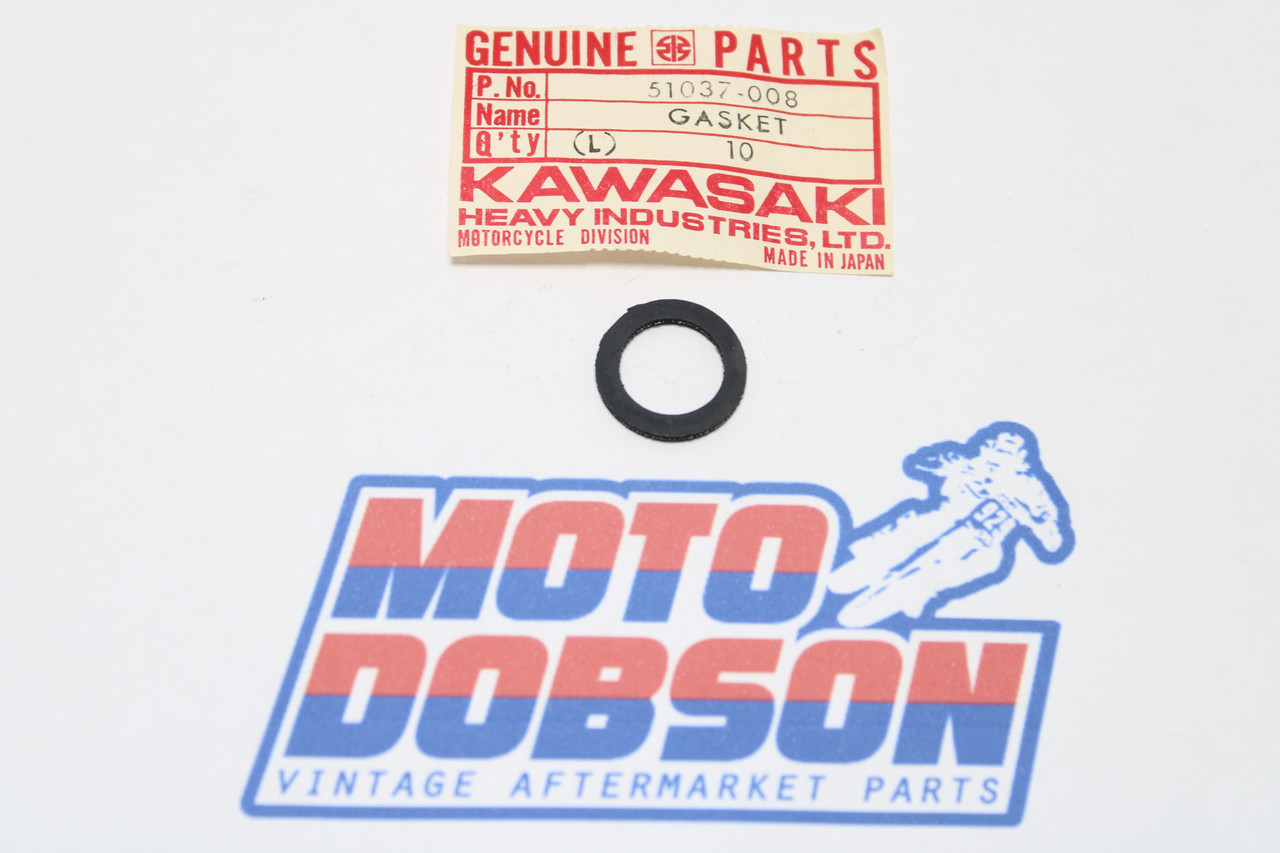 GENUINE PARTS
P. No. 51037-008
Name GASKET
Q'ty (L) 10
KAWASAKI
HEAVY INDUSTRIES, LTD.
MOTORCYCLE DIVISION
MADE IN JAPAN
MOTO
DOBSON
VINTAGE AFTERMARKET PARTS